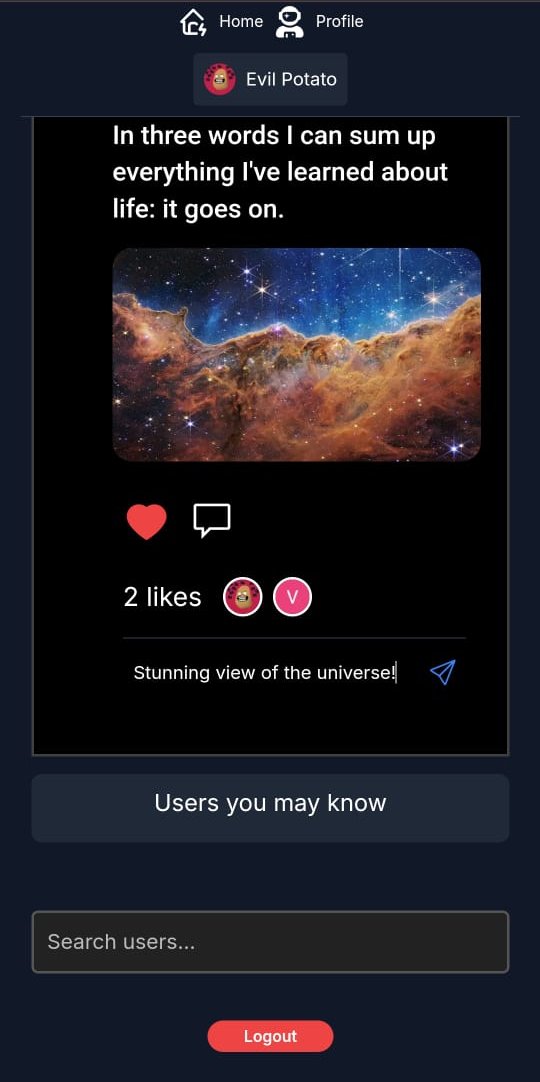 Home Profile
Evil Potato
In three words I can sum up
everything I've learned about
life: it goes on.
2 likes V
Stunning view of the universe!
Users you may know
Search users...
Logout